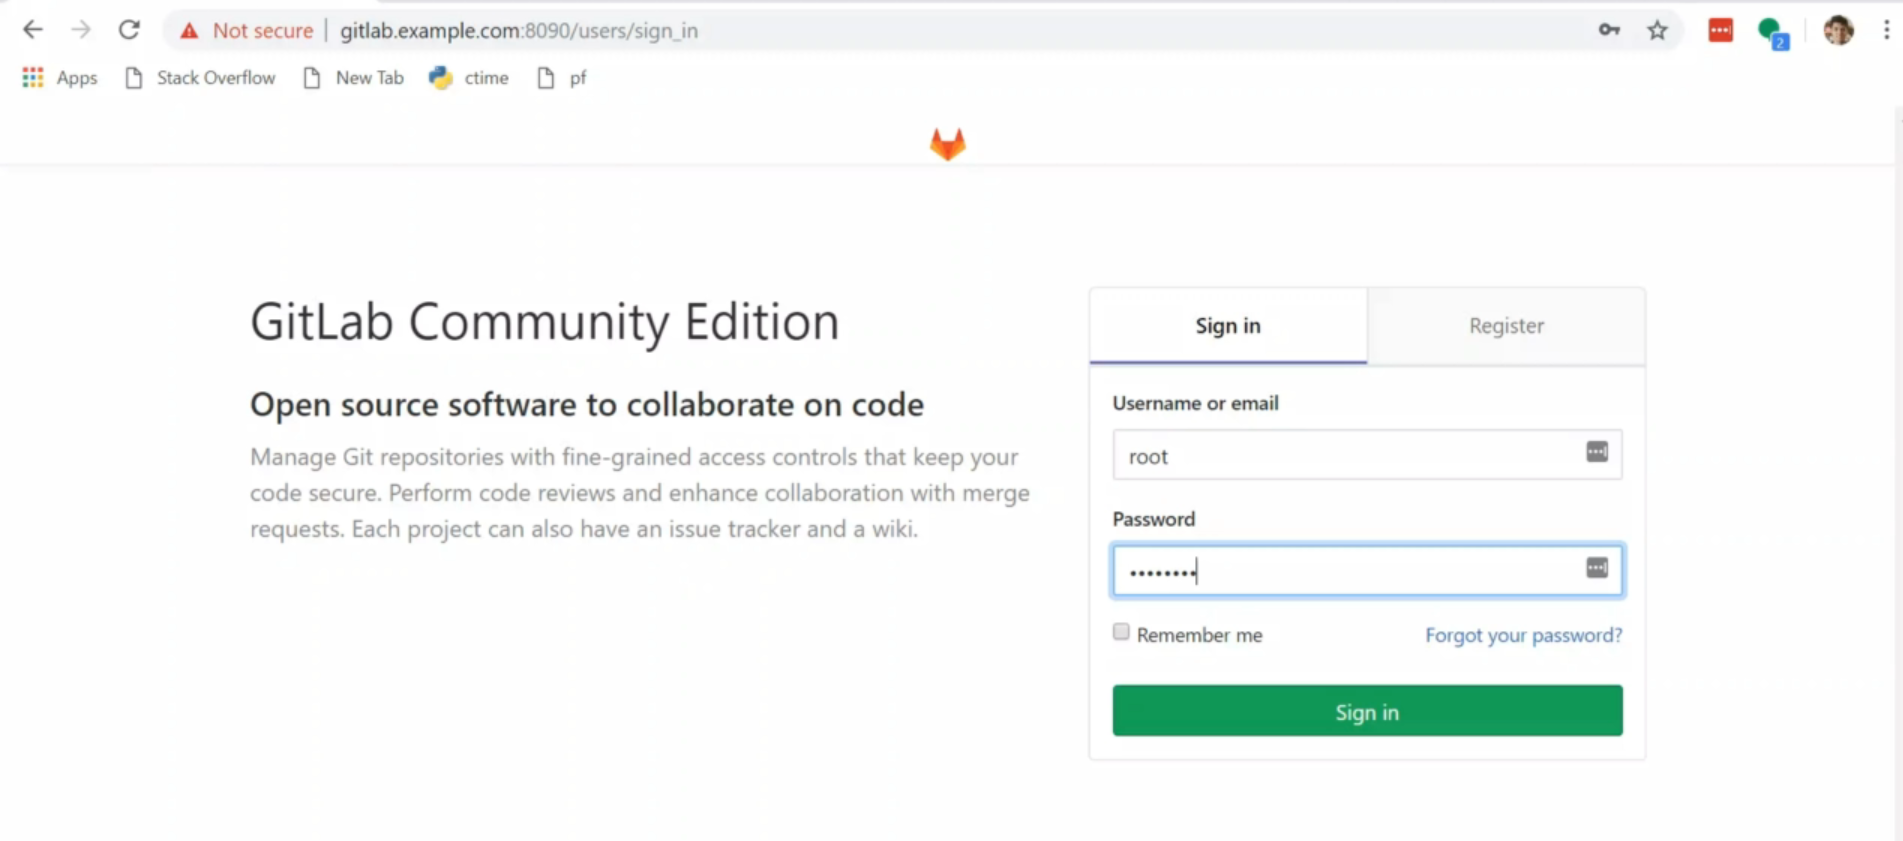 Not secure | gitlab.example.com:8090/users/sign_in
2
Apps Stack Overflow New Tab ctime pf
GitLab Community Edition
Open source software to collaborate on code
Manage Git repositories with fine-grained access controls that keep your
code secure. Perform code reviews and enhance collaboration with merge
requests. Each project can also have an issue tracker and a wiki.
Sign in Register
Username or email
root
Password
••••••••
Remember me Forgot your password?
Sign in